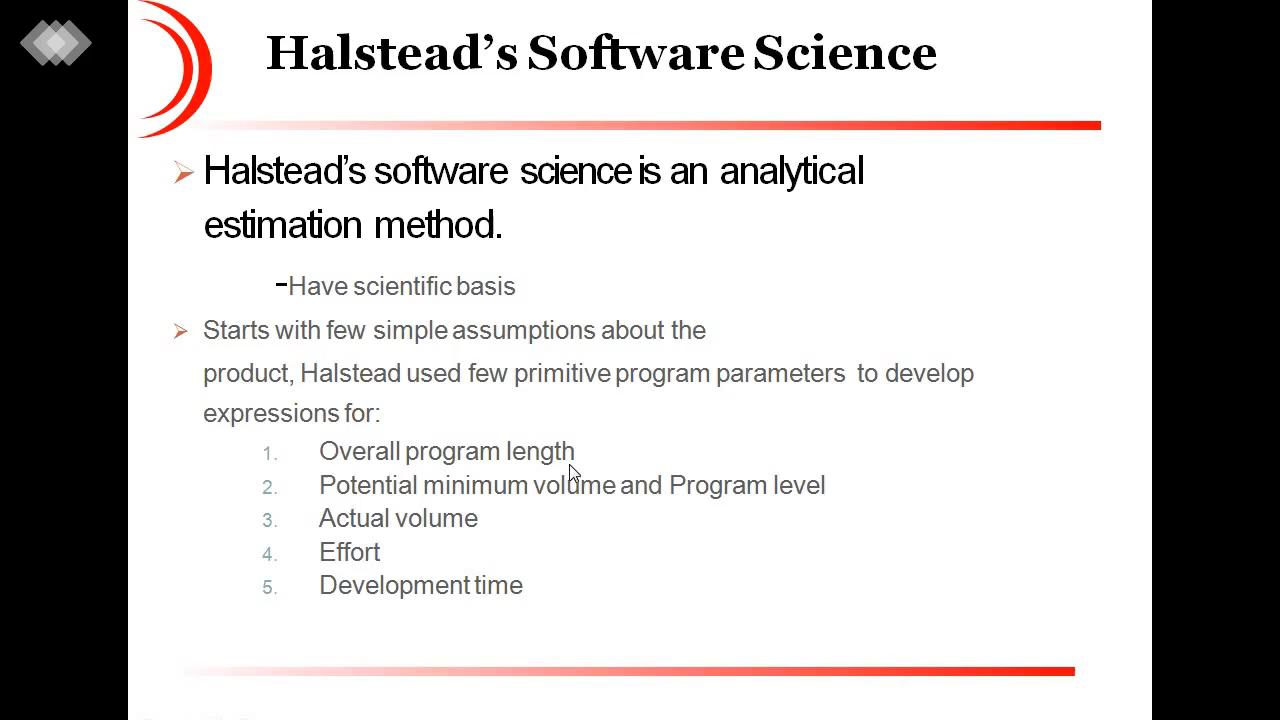 Halstead’s Software Science
Halstead’s software science is an analytical
estimation method.
-Have scientific basis
Starts with few simple assumptions about the
product, Halstead used few primitive program parameters to develop
expressions for:
1. Overall program length
2. Potential minimum volume and Program level
3. Actual volume
4. Effort
5. Development time